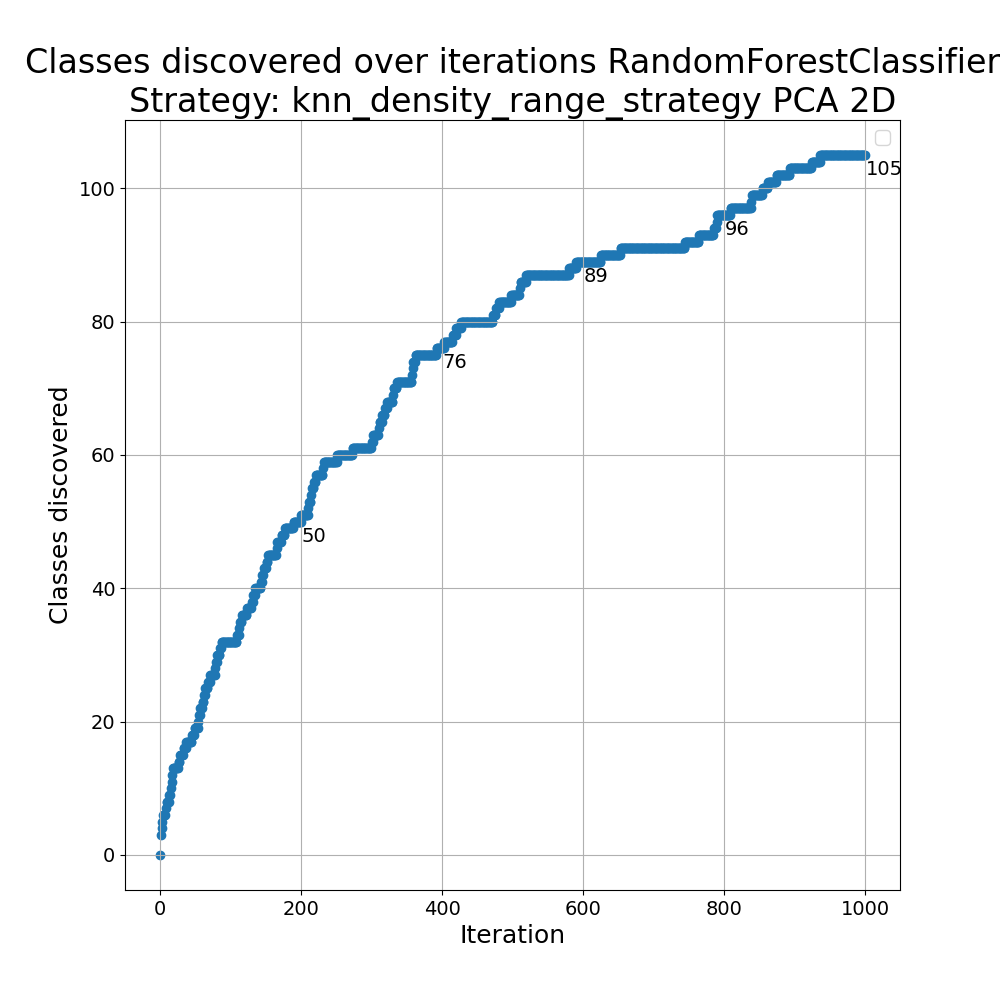 Classes discovered over iterations RandomForestClassifier
Strategy: knn_density_range_strategy PCA 2D
Classes discovered
100
80
60
40
20
0
105
96
89
76
50
0 200 400 600 800 1000
Iteration